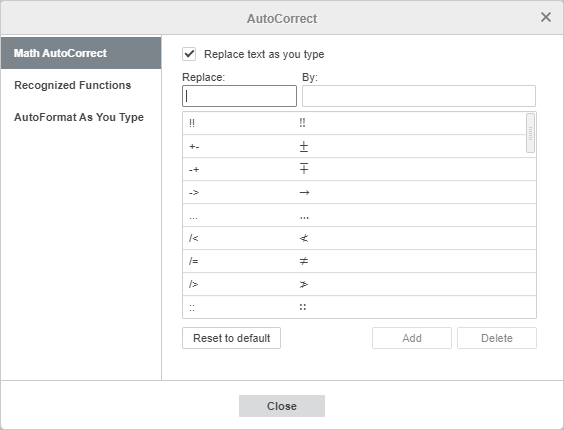 AutoCorrect
Math AutoCorrect
Recognized Functions
AutoFormat As You Type
Replace text as you type
Replace: By:
!! ‼
+- ±
-+ ∓
-> →
... …
/< ≮
/= ≠
/> ≯
:: ∷
Reset to default Add Delete
Close